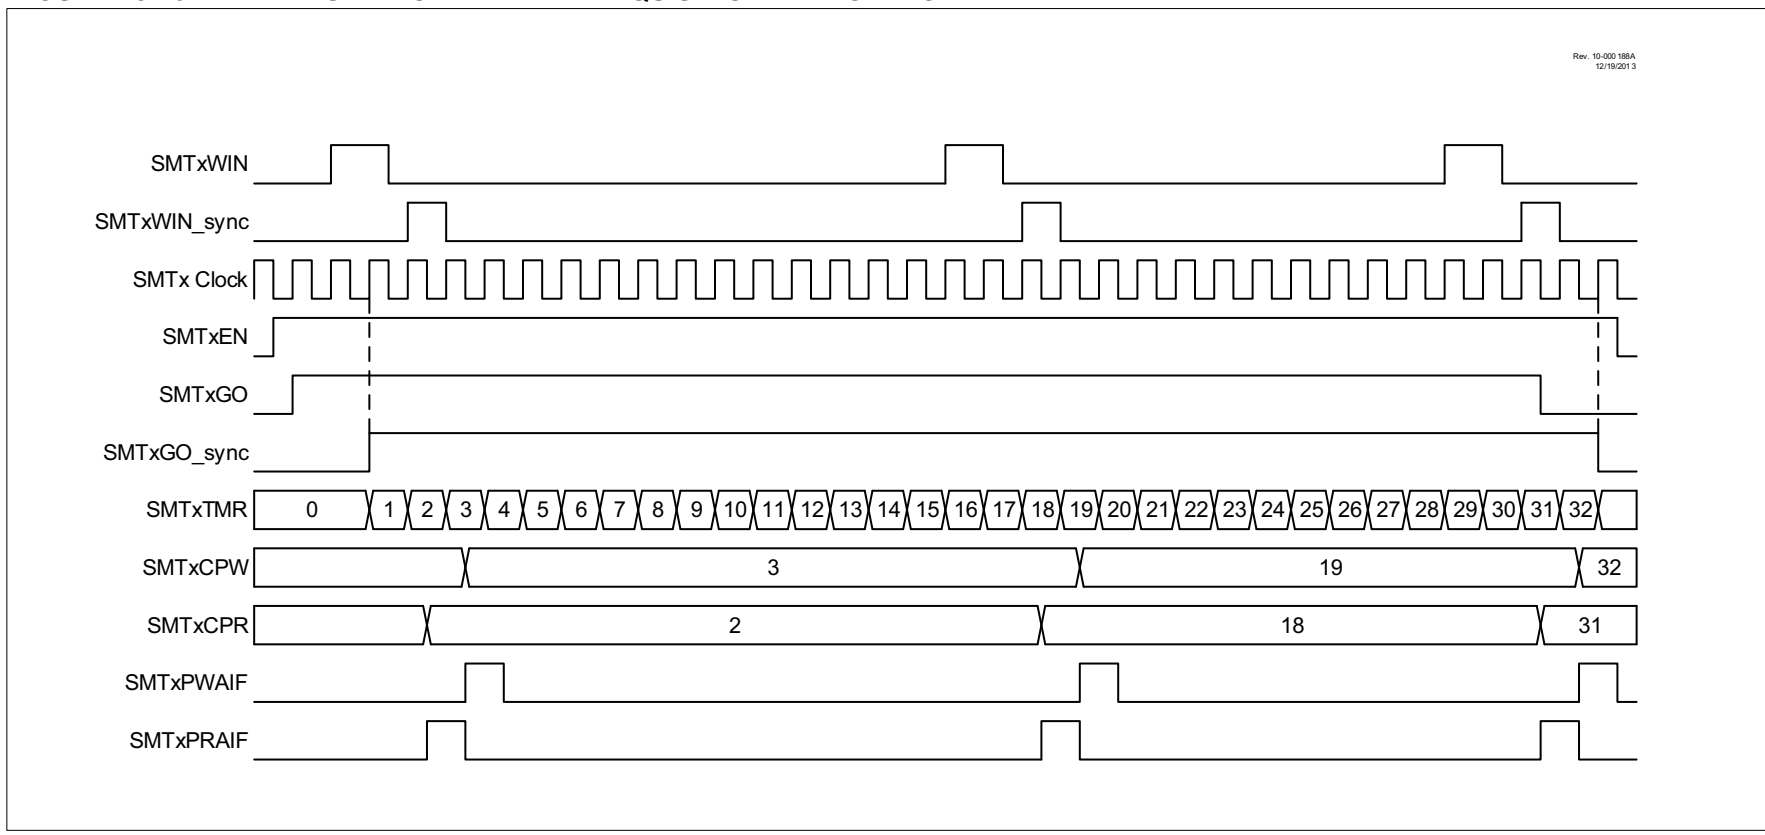 Rev. 10-000 188A
12/19/201 3
SMTxWIN
SMTxWIN_sync
SMTx Clock
SMTxEN
SMTxGO
SMTxGO_sync
SMTxTMR 0 1 2 3 4 5 6 7 8 9 10 11 12 13 14 15 16 17 18 19 20 21 22 23 24 25 26 27 28 29 30 31 32
SMTxCPW 3 19 32
SMTxCPR 2 18 31
SMTxPWAIF
SMTxPRAIF